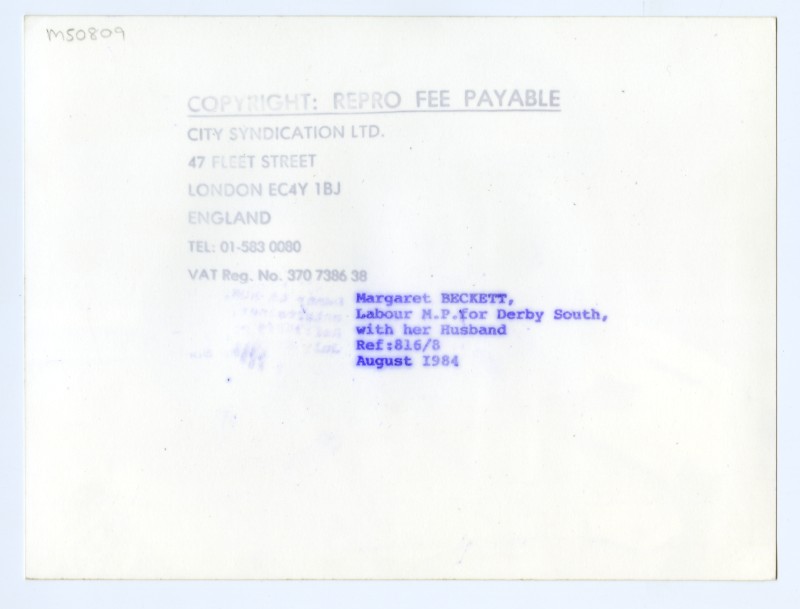 M50809
COPYRIGHT: REPRO FEE PAYABLE
CITY SYNDICATION LTD.
47 FLEET STREET
LONDON EC4Y 1BJ
ENGLAND
TEL: 01-583 0080
VAT Reg. No. 370 7386 38
Margaret BECKETT,
Labour M.P.for Derby South,
with her Husband
Ref:816/8
August I984